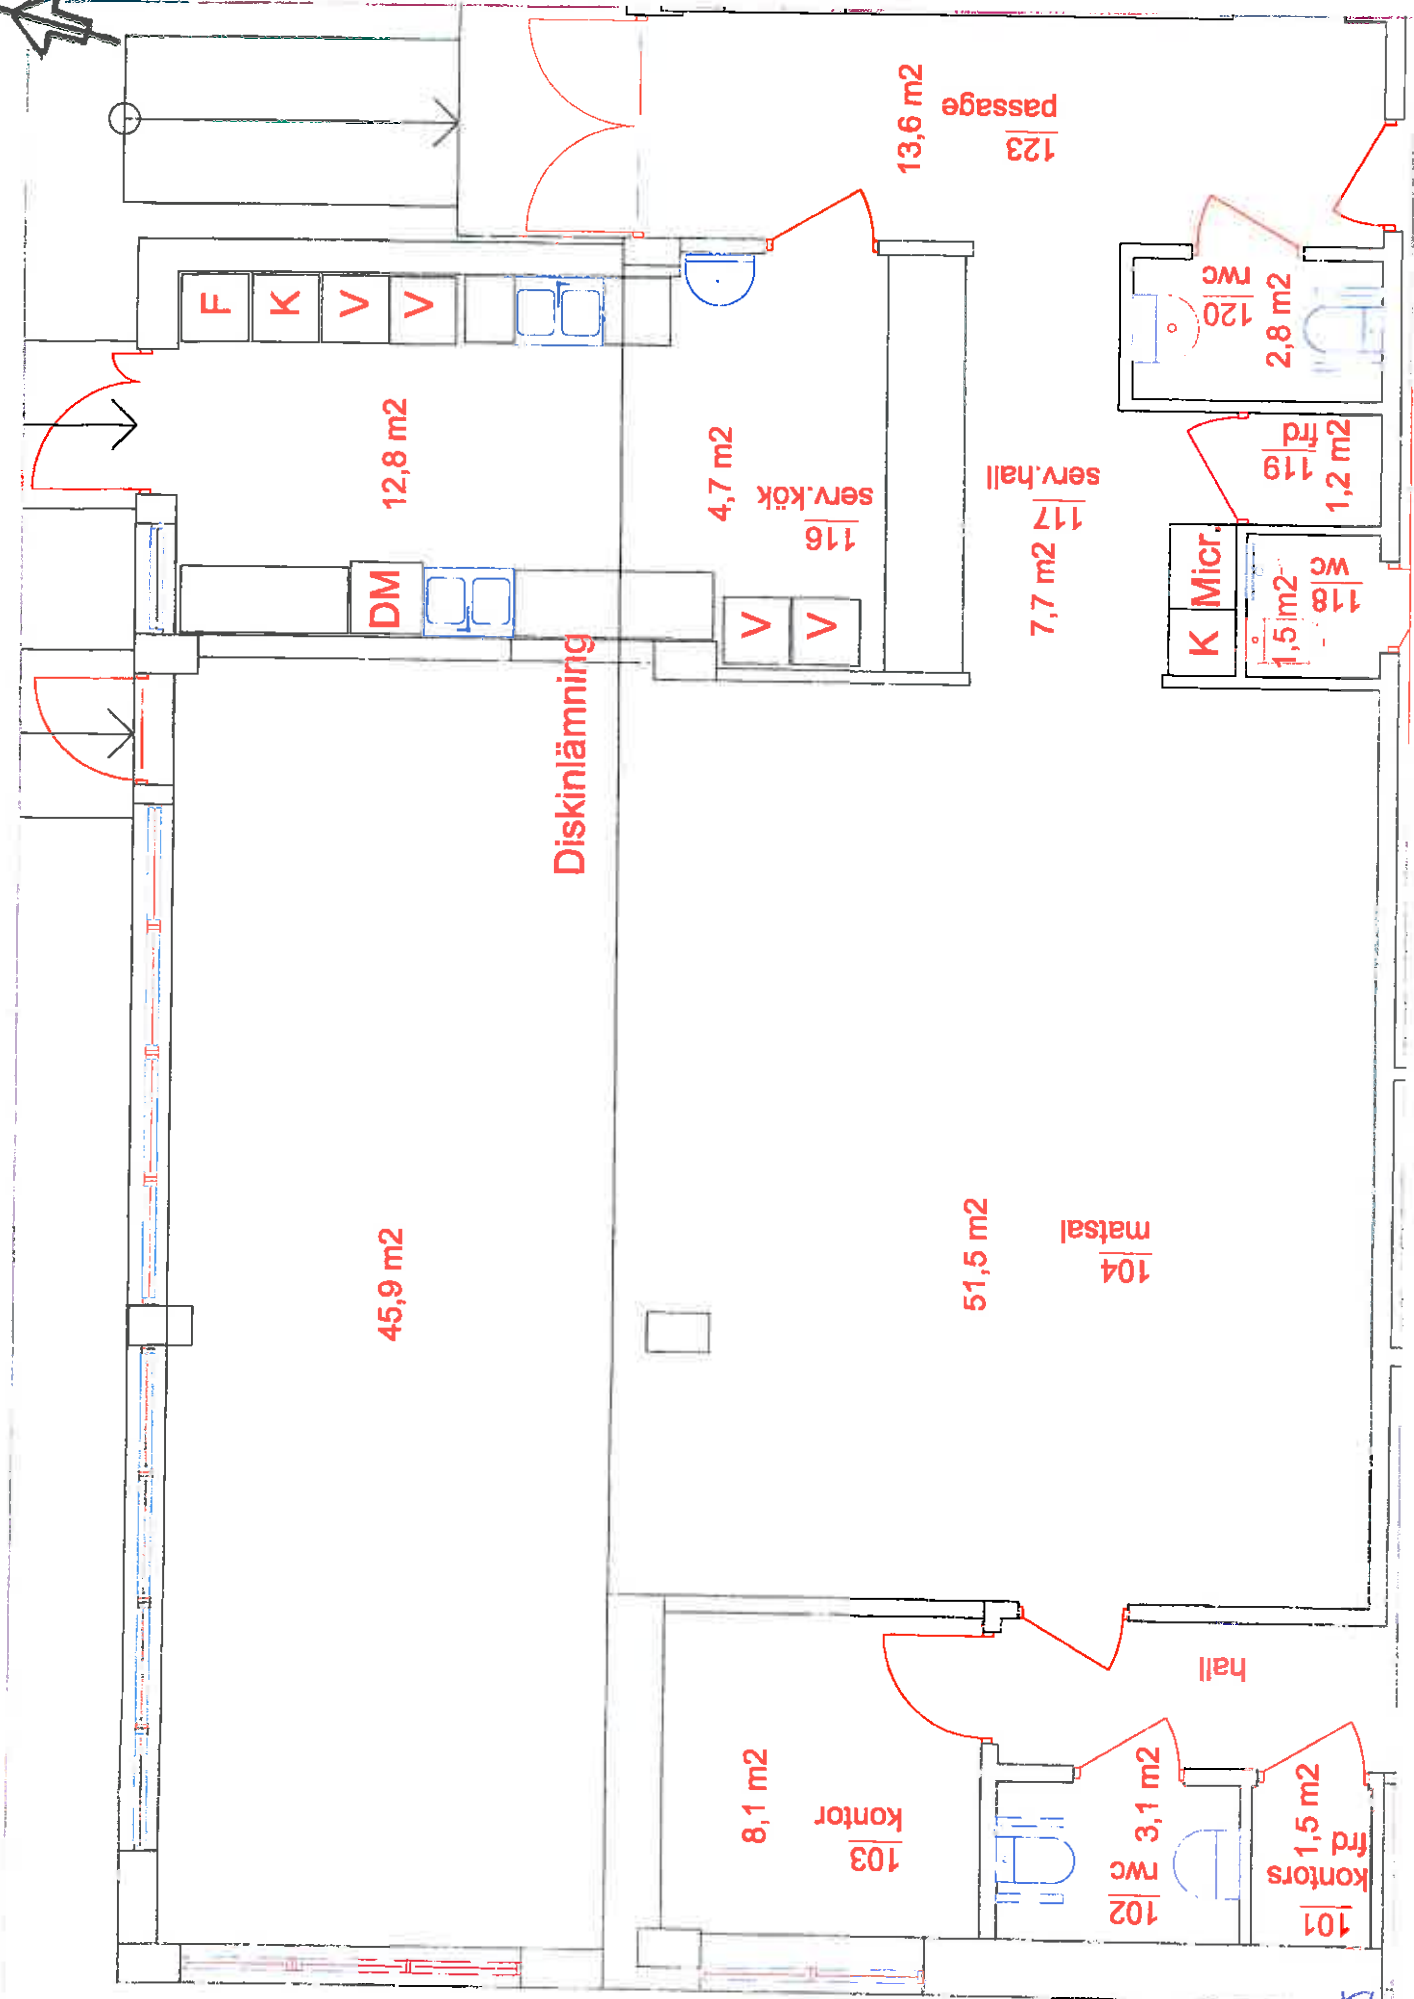 13,6 m2
123
passage
F
K
V
V
12,8 m2
DM
4,7 m2
116
serv.kök
V
V
117
serv.hall
7,7 m2
120
rwc
2,8 m2
119
frd
1,2 m2
Micr.
K
118
wc
1,5 m2
Diskinlämning
45,9 m2
51,5 m2
104
matsal
hall
8,1 m2
103
kontor
3,1 m2
102
rwc
1,5 m2
101
kontors
frd